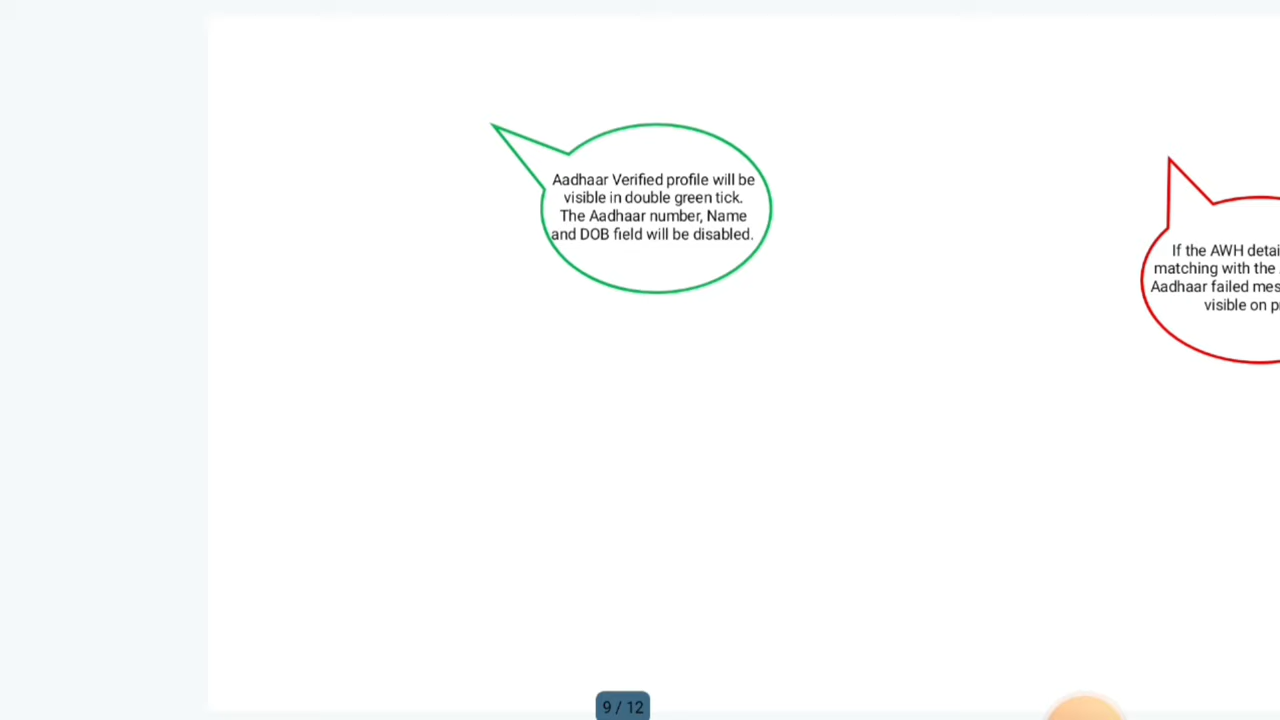 Aadhaar Verified profile will be
visible in double green tick.
The Aadhaar number, Name
and DOB field will be disabled.
If the AWH
matching with the
Aadhaar failed
visible on
9 / 12